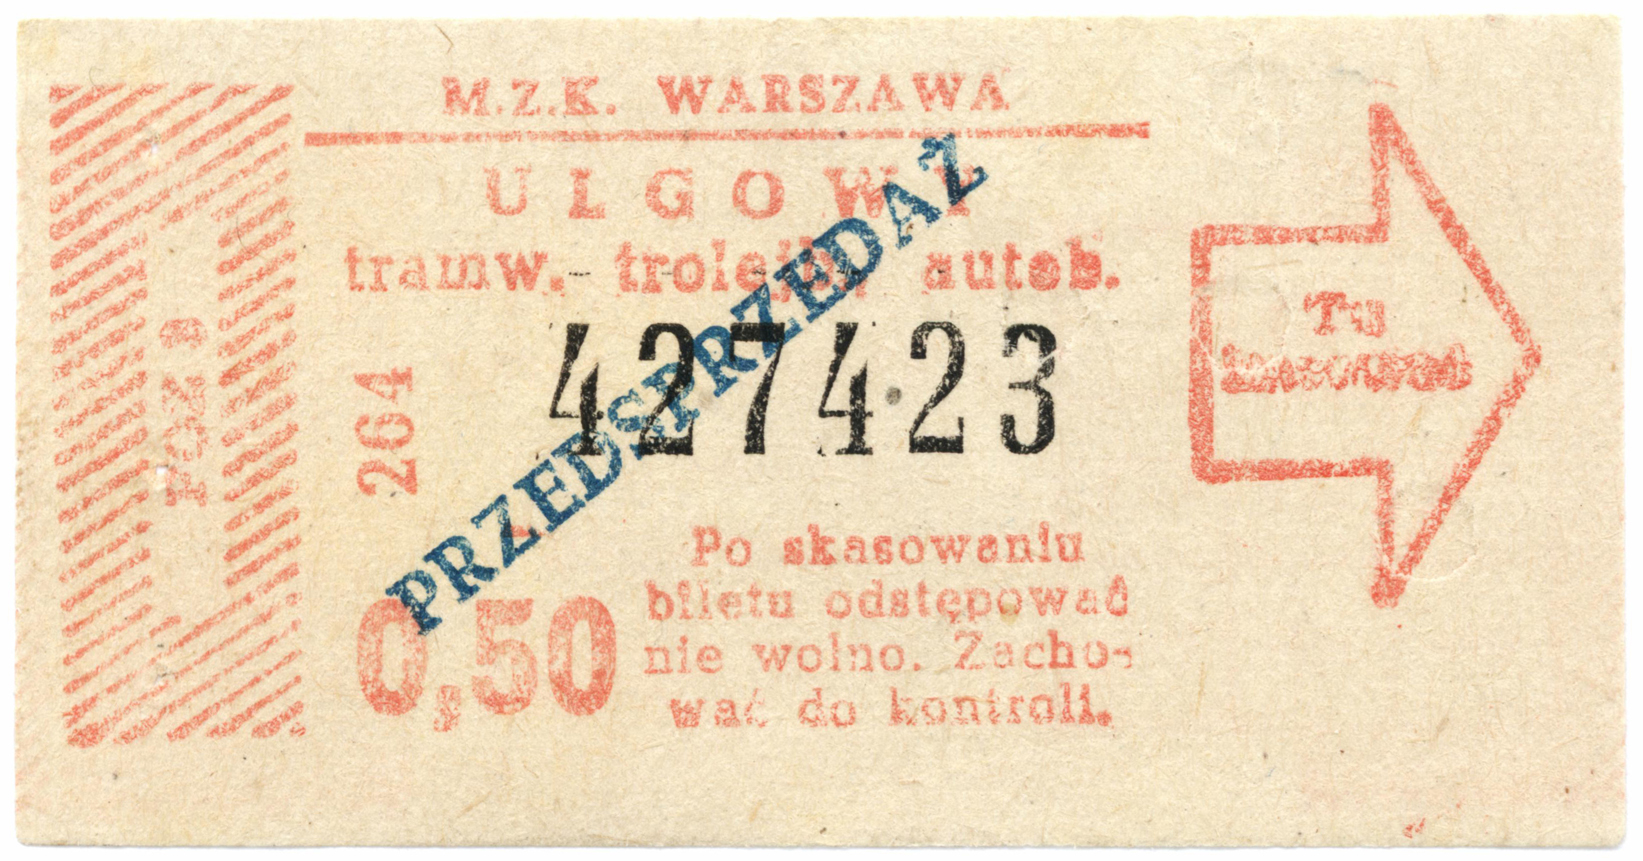 M.Z.K. WARSZAWA
ULGOWY
tramw.- trolejb. autob.
427423
PRZEDSPRZEDAŻ
264
0,50
Po skasowaniu
biletu odstępować
nie wolno. Zacho-
wać do kontroli.
Tu
kasować